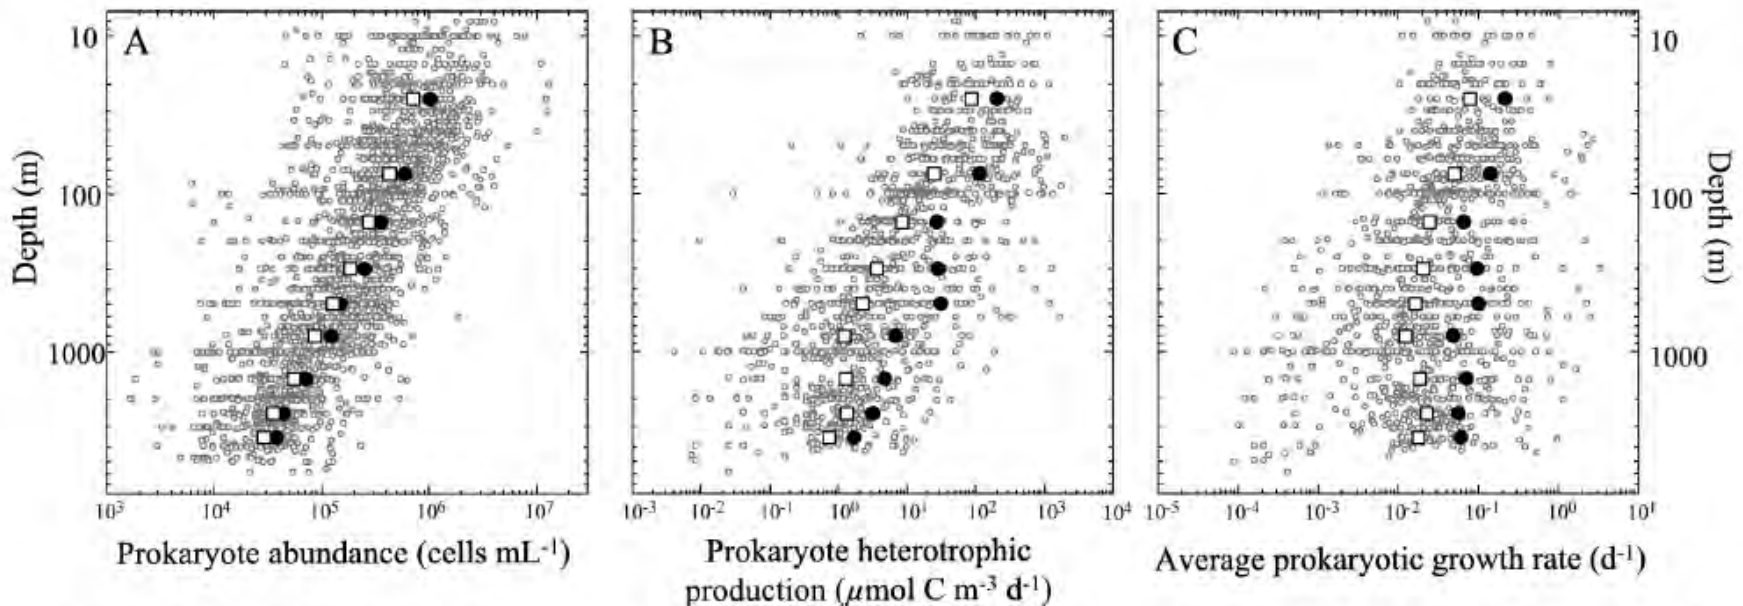 A
B
C
10
100
1000
Depth (m)
10³ 10⁴ 10⁵ 10⁶ 10⁷
Prokaryote abundance (cells mL⁻¹)
10⁻³ 10⁻² 10⁻¹ 10⁰ 10¹ 10² 10³ 10⁴
Prokaryote heterotrophic
production (µmol C m⁻³ d⁻¹)
10⁻⁵ 10⁻⁴ 10⁻³ 10⁻² 10⁻¹ 10⁰ 10¹
Average prokaryotic growth rate (d⁻¹)
10
100
1000
Depth (m)